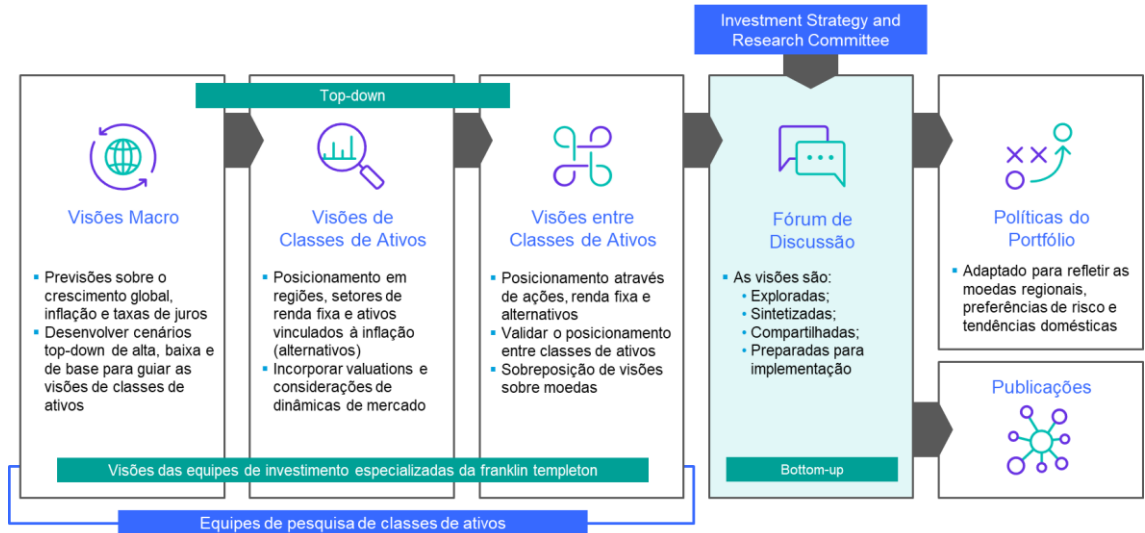 Investment Strategy and
Research Committee
Top-down
Visões Macro
▪ Previsões sobre o
crescimento global,
inflação e taxas de juros
▪ Desenvolver cenários
top-down de alta, baixa e
de base para guiar as
visões de classes de
ativos
Visões de
Classes de Ativos
▪ Posicionamento em
regiões, setores de
renda fixa e ativos
vinculados à inflação
(alternativos)
▪ Incorporar valuations e
considerações de
dinâmicas de mercado
Visões entre
Classes de Ativos
▪ Posicionamento através
de ações, renda fixa e
alternativos
▪ Validar o posicionamento
entre classes de ativos
▪ Sobreposição de visões
sobre moedas
Fórum de
Discussão
▪ As visões são:
• Exploradas;
• Sintetizadas;
• Compartilhadas;
• Preparadas para
implementação
Políticas do
Portfólio
▪ Adaptado para refletir as
moedas regionais,
preferências de risco e
tendências domésticas
Publicações
Visões das equipes de investimento especializadas da franklin templeton
Bottom-up
Equipes de pesquisa de classes de ativos